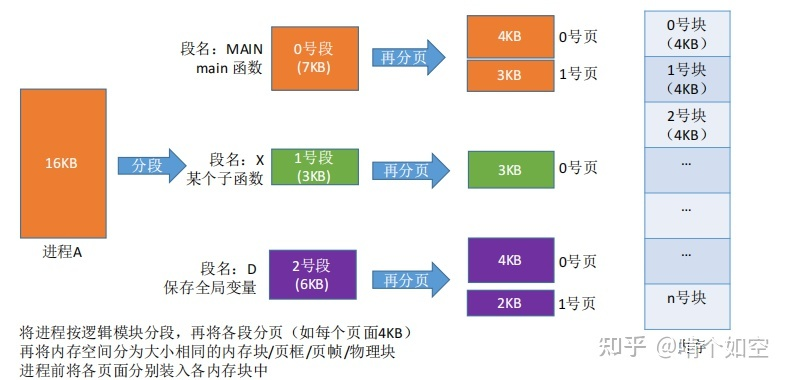 段名：MAIN
main 函数
0号段
(7KB)
再分页
4KB
0号页
3KB
1号页
0号块
（4KB）
1号块
（4KB）
2号块
（4KB）
...
...
...
n号块
16KB
进程A
分段
段名：X
某个子函数
1号段
(3KB)
再分页
3KB
0号页
段名：D
保存全局变量
2号段
(6KB)
再分页
4KB
0号页
2KB
1号页
将进程按逻辑模块分段，再将各段分页（如每个页面4KB）
再将内存空间分为大小相同的内存块/页框/页帧/物理块
进程前将各页面分别装入各内存块中
知乎 @啃个如空